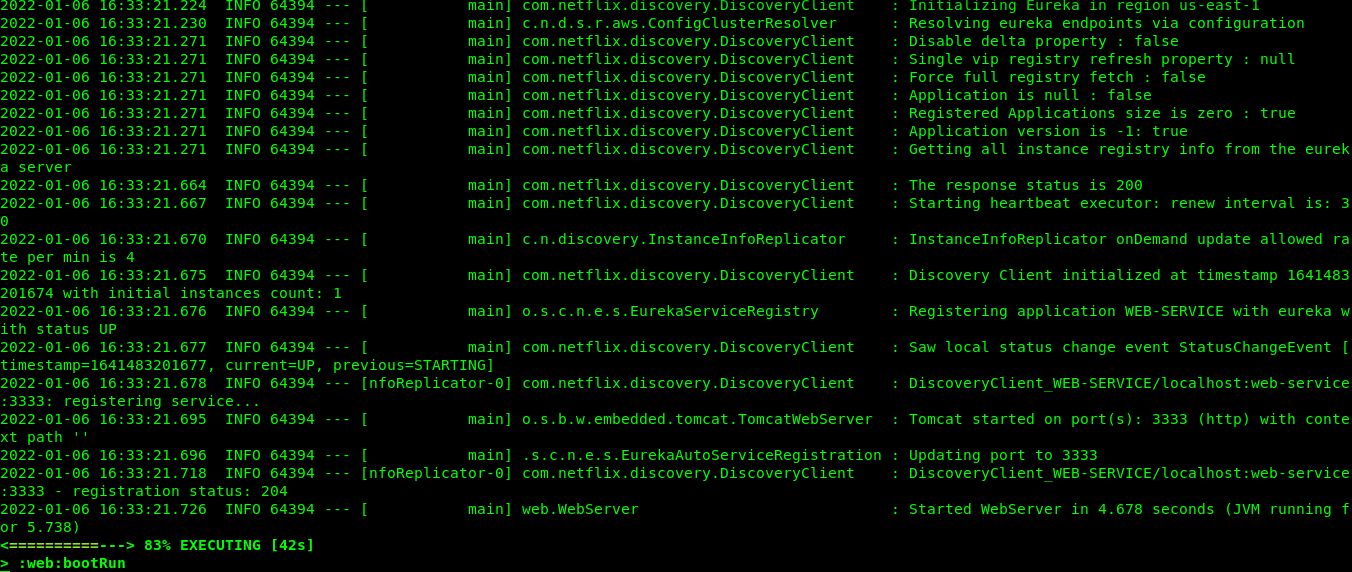 2022-01-06 16:33:21.224  INFO 64394 --- [           main] com.netflix.discovery.DiscoveryClient    : Initializing Eureka in region us-east-1
2022-01-06 16:33:21.230  INFO 64394 --- [           main] c.n.d.s.r.aws.ConfigClusterResolver      : Resolving eureka endpoints via configuration
2022-01-06 16:33:21.271  INFO 64394 --- [           main] com.netflix.discovery.DiscoveryClient    : Disable delta property : false
2022-01-06 16:33:21.271  INFO 64394 --- [           main] com.netflix.discovery.DiscoveryClient    : Single vip registry refresh property : null
2022-01-06 16:33:21.271  INFO 64394 --- [           main] com.netflix.discovery.DiscoveryClient    : Force full registry fetch : false
2022-01-06 16:33:21.271  INFO 64394 --- [           main] com.netflix.discovery.DiscoveryClient    : Application is null : false
2022-01-06 16:33:21.271  INFO 64394 --- [           main] com.netflix.discovery.DiscoveryClient    : Registered Applications size is zero : true
2022-01-06 16:33:21.271  INFO 64394 --- [           main] com.netflix.discovery.DiscoveryClient    : Application version is -1: true
2022-01-06 16:33:21.271  INFO 64394 --- [           main] com.netflix.discovery.DiscoveryClient    : Getting all instance registry info from the eurek
a server
2022-01-06 16:33:21.664  INFO 64394 --- [           main] com.netflix.discovery.DiscoveryClient    : The response status is 200
2022-01-06 16:33:21.667  INFO 64394 --- [           main] com.netflix.discovery.DiscoveryClient    : Starting heartbeat executor: renew interval is: 3
0
2022-01-06 16:33:21.670  INFO 64394 --- [           main] c.n.discovery.InstanceInfoReplicator     : InstanceInfoReplicator onDemand update allowed ra
te per min is 4
2022-01-06 16:33:21.675  INFO 64394 --- [           main] com.netflix.discovery.DiscoveryClient    : Discovery Client initialized at timestamp 1641483
201674 with initial instances count: 1
2022-01-06 16:33:21.676  INFO 64394 --- [           main] o.s.c.n.e.s.EurekaServiceRegistry        : Registering application WEB-SERVICE with eureka w
ith status UP
2022-01-06 16:33:21.677  INFO 64394 --- [           main] com.netflix.discovery.DiscoveryClient    : Saw local status change event StatusChangeEvent [
timestamp=1641483201677, current=UP, previous=STARTING]
2022-01-06 16:33:21.678  INFO 64394 --- [nfoReplicator-0] com.netflix.discovery.DiscoveryClient    : DiscoveryClient_WEB-SERVICE/localhost:web-service
:3333: registering service...
2022-01-06 16:33:21.695  INFO 64394 --- [           main] o.s.b.w.embedded.tomcat.TomcatWebServer  : Tomcat started on port(s): 3333 (http) with conte
xt path ''
2022-01-06 16:33:21.696  INFO 64394 --- [           main] .s.c.n.e.s.EurekaAutoServiceRegistration : Updating port to 3333
2022-01-06 16:33:21.718  INFO 64394 --- [nfoReplicator-0] com.netflix.discovery.DiscoveryClient    : DiscoveryClient_WEB-SERVICE/localhost:web-service
:3333 - registration status: 204
2022-01-06 16:33:21.726  INFO 64394 --- [           main] web.WebServer                            : Started WebServer in 4.678 seconds (JVM running f
or 5.738)
<==========---> 83% EXECUTING [42s]
> :web:bootRun